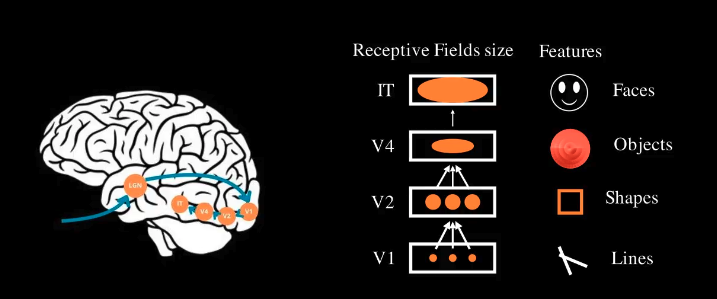 Receptive Fields size Features
IT Faces
V4 Objects
V2 Shapes
V1 Lines
LGN
IT
V4
V2
V1